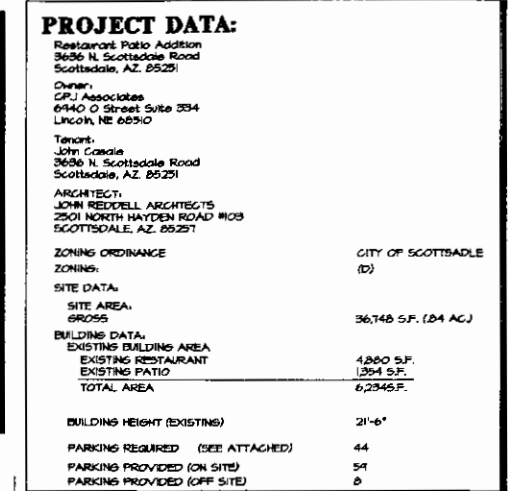 PROJECT DATA:
Restaurant Patio Addition
3636 N. Scottsdale Road
Scottsdale, AZ. 85251
Owner:
CPJ Associates
6940 O Street Suite 334
Lincoln, NE 68510
Tenant:
John Casale
3636 N. Scottsdale Road
Scottsdale, AZ. 85251
ARCHITECT:
JOHN REDDELL ARCHITECTS
2501 NORTH HAYDEN ROAD #103
SCOTTSDALE, AZ. 85257
ZONING ORDINANCE CITY OF SCOTTSADLE
ZONING: (D)
SITE DATA:
SITE AREA:
GROSS 36,748 S.F. (.84 AC.)
BUILDING DATA:
EXISTING BUILDING AREA
EXISTING RESTAURANT 4,880 S.F.
EXISTING PATIO 1,354 S.F.
TOTAL AREA 6,234S.F.
BUILDING HEIGHT (EXISTING) 21'-6"
PARKING REQUIRED (SEE ATTACHED) 44
PARKING PROVIDED (ON SITE) 59
PARKING PROVIDED (OFF SITE) 8